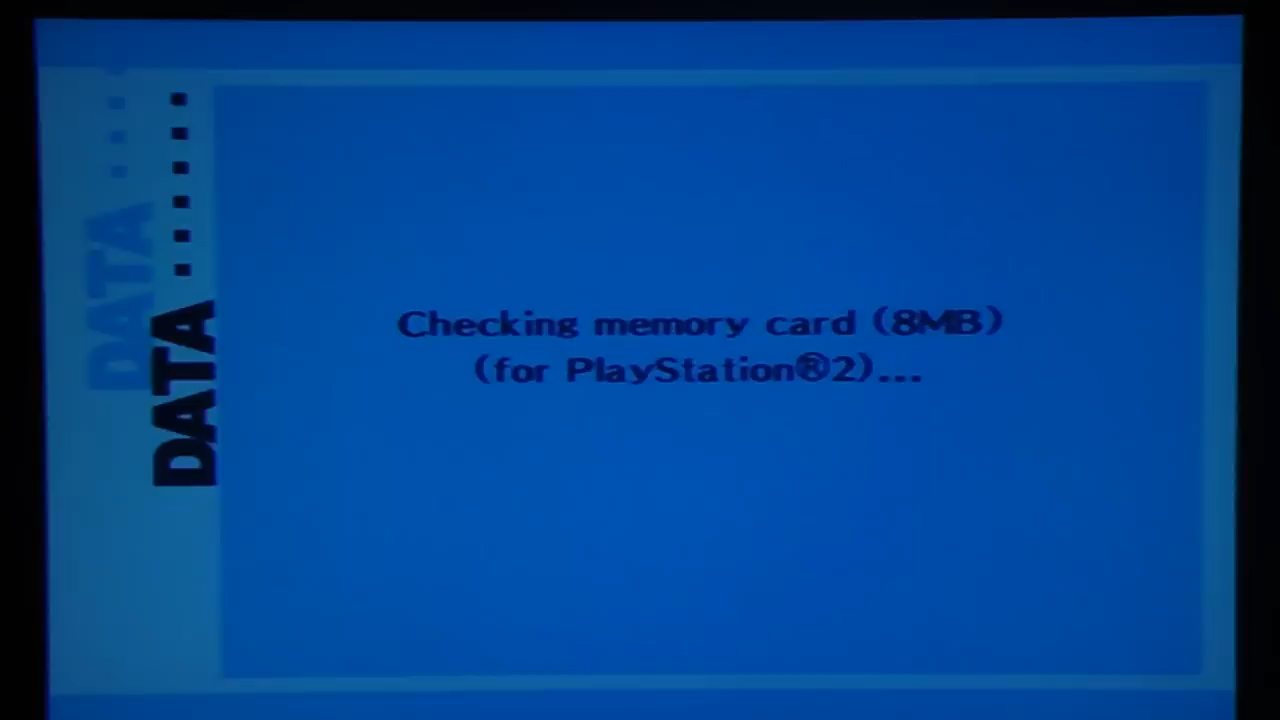 DATA ......
DATA ....
Checking memory card (8MB)
(for PlayStation®2)...